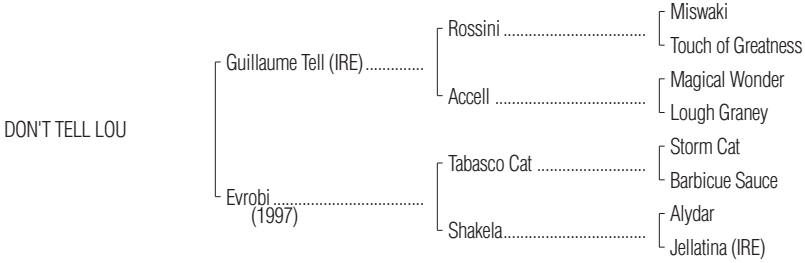 Miswaki
Rossini
Touch of Greatness
Guillaume Tell (IRE)
Magical Wonder
Accell
Lough Graney
DON'T TELL LOU
Storm Cat
Tabasco Cat
Barbicue Sauce
Evrobi
(1997)
Alydar
Shakela
Jellatina (IRE)